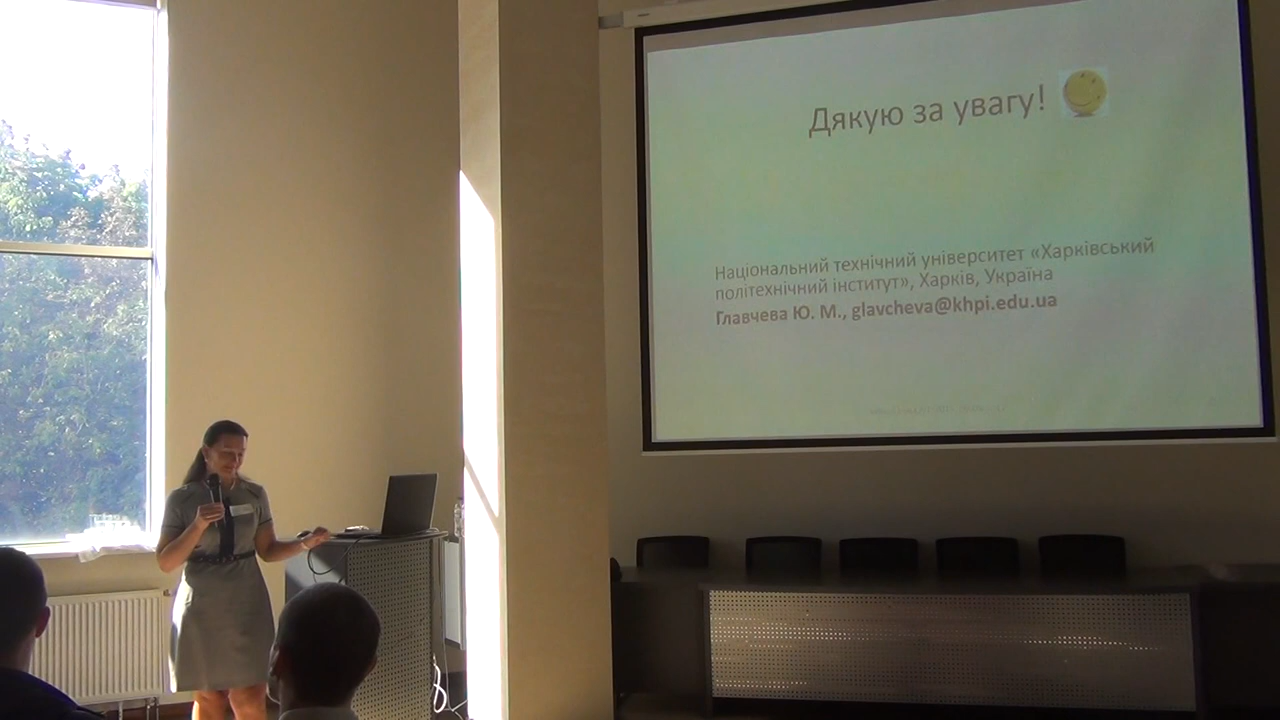 Дякую за увагу!
Національний технічний університет «Харківський
політехнічний інститут», Харків, Україна
Главчева Ю. М., glavcheva@khpi.edu.ua